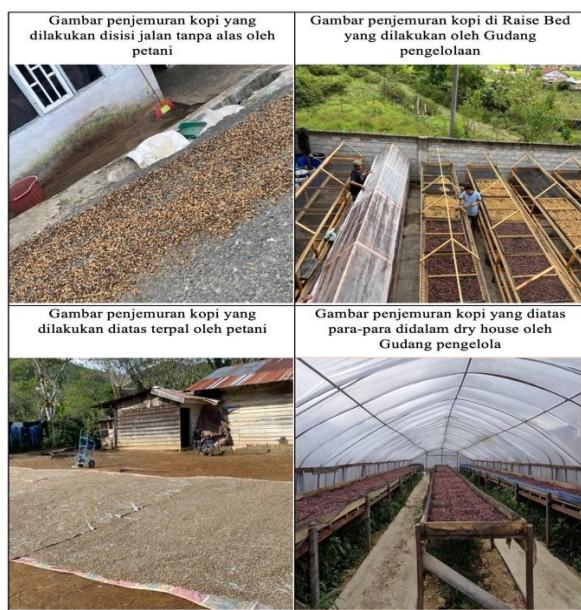 Gambar penjemuran kopi yang
dilakukan disisi jalan tanpa alas oleh
petani
Gambar penjemuran kopi di Raise Bed
yang dilakukan oleh Gudang
pengelolaan
Gambar penjemuran kopi yang
dilakukan diatas terpal oleh petani
Gambar penjemuran kopi yang diatas
para-para didalam dry house oleh
Gudang pengelola